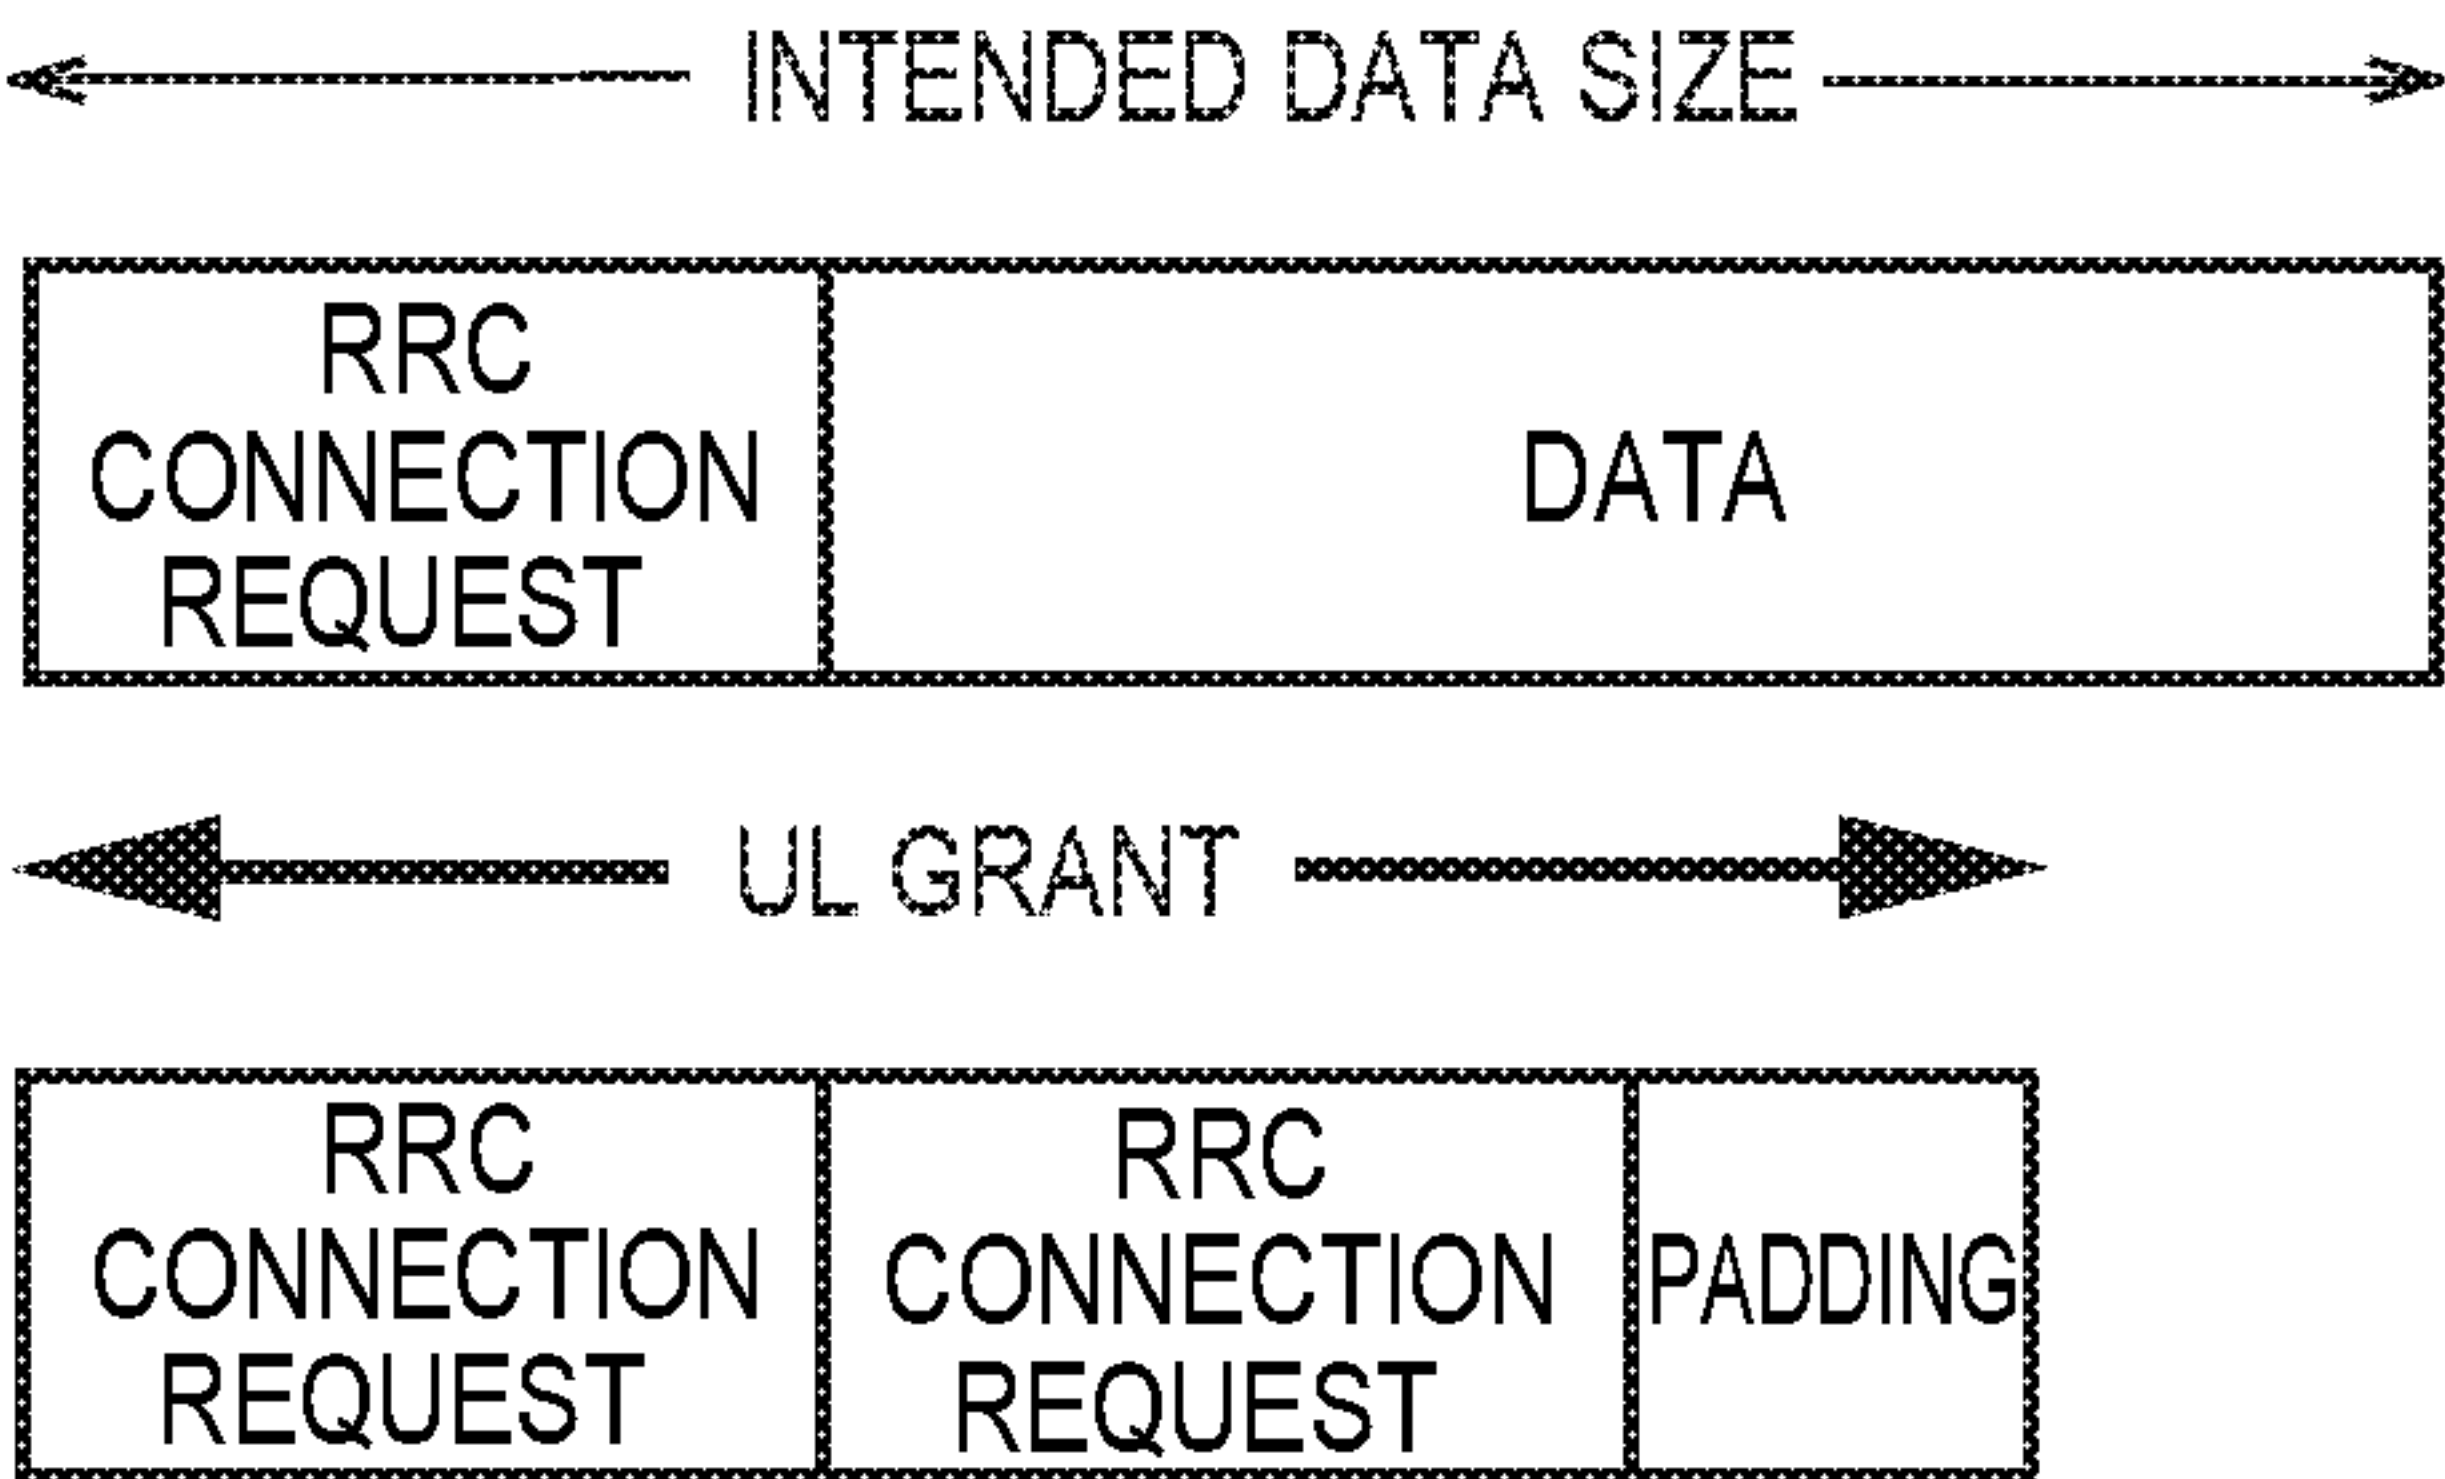 INTENDED DATA SIZE
RRC
CONNECTION
REQUEST
DATA
UL GRANT
RRC
CONNECTION
REQUEST
RRC
CONNECTION
REQUEST
PADDING